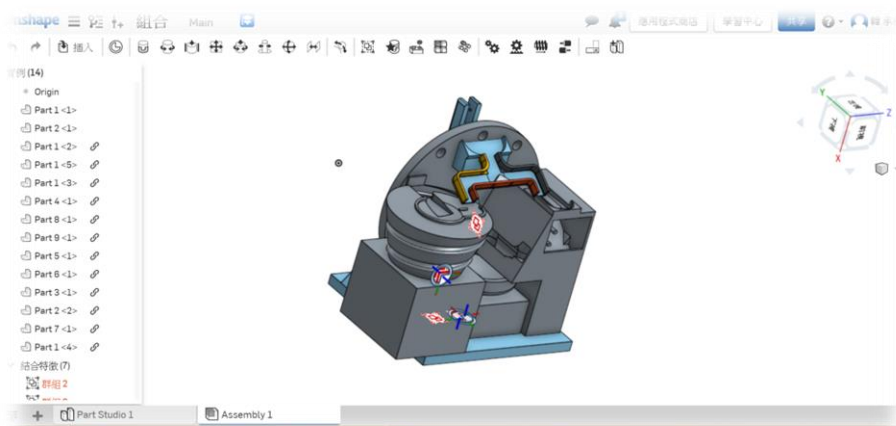 nshape 組合 Main 應用程式商店 學習中心 共享
插入
(14)
Origin
Part 1 <1>
Part 2 <1>
Part 1 <2>
Part 1 <5>
Part 1 <3>
Part 4 <1>
Part 8 <1>
Part 9 <1>
Part 5 <1>
Part 6 <1>
Part 3 <1>
Part 2 <2>
Part 7 <1>
Part 1 <4>
結合特徵 (7)
群組 2
Y
Z
X
Part Studio 1 Assembly 1